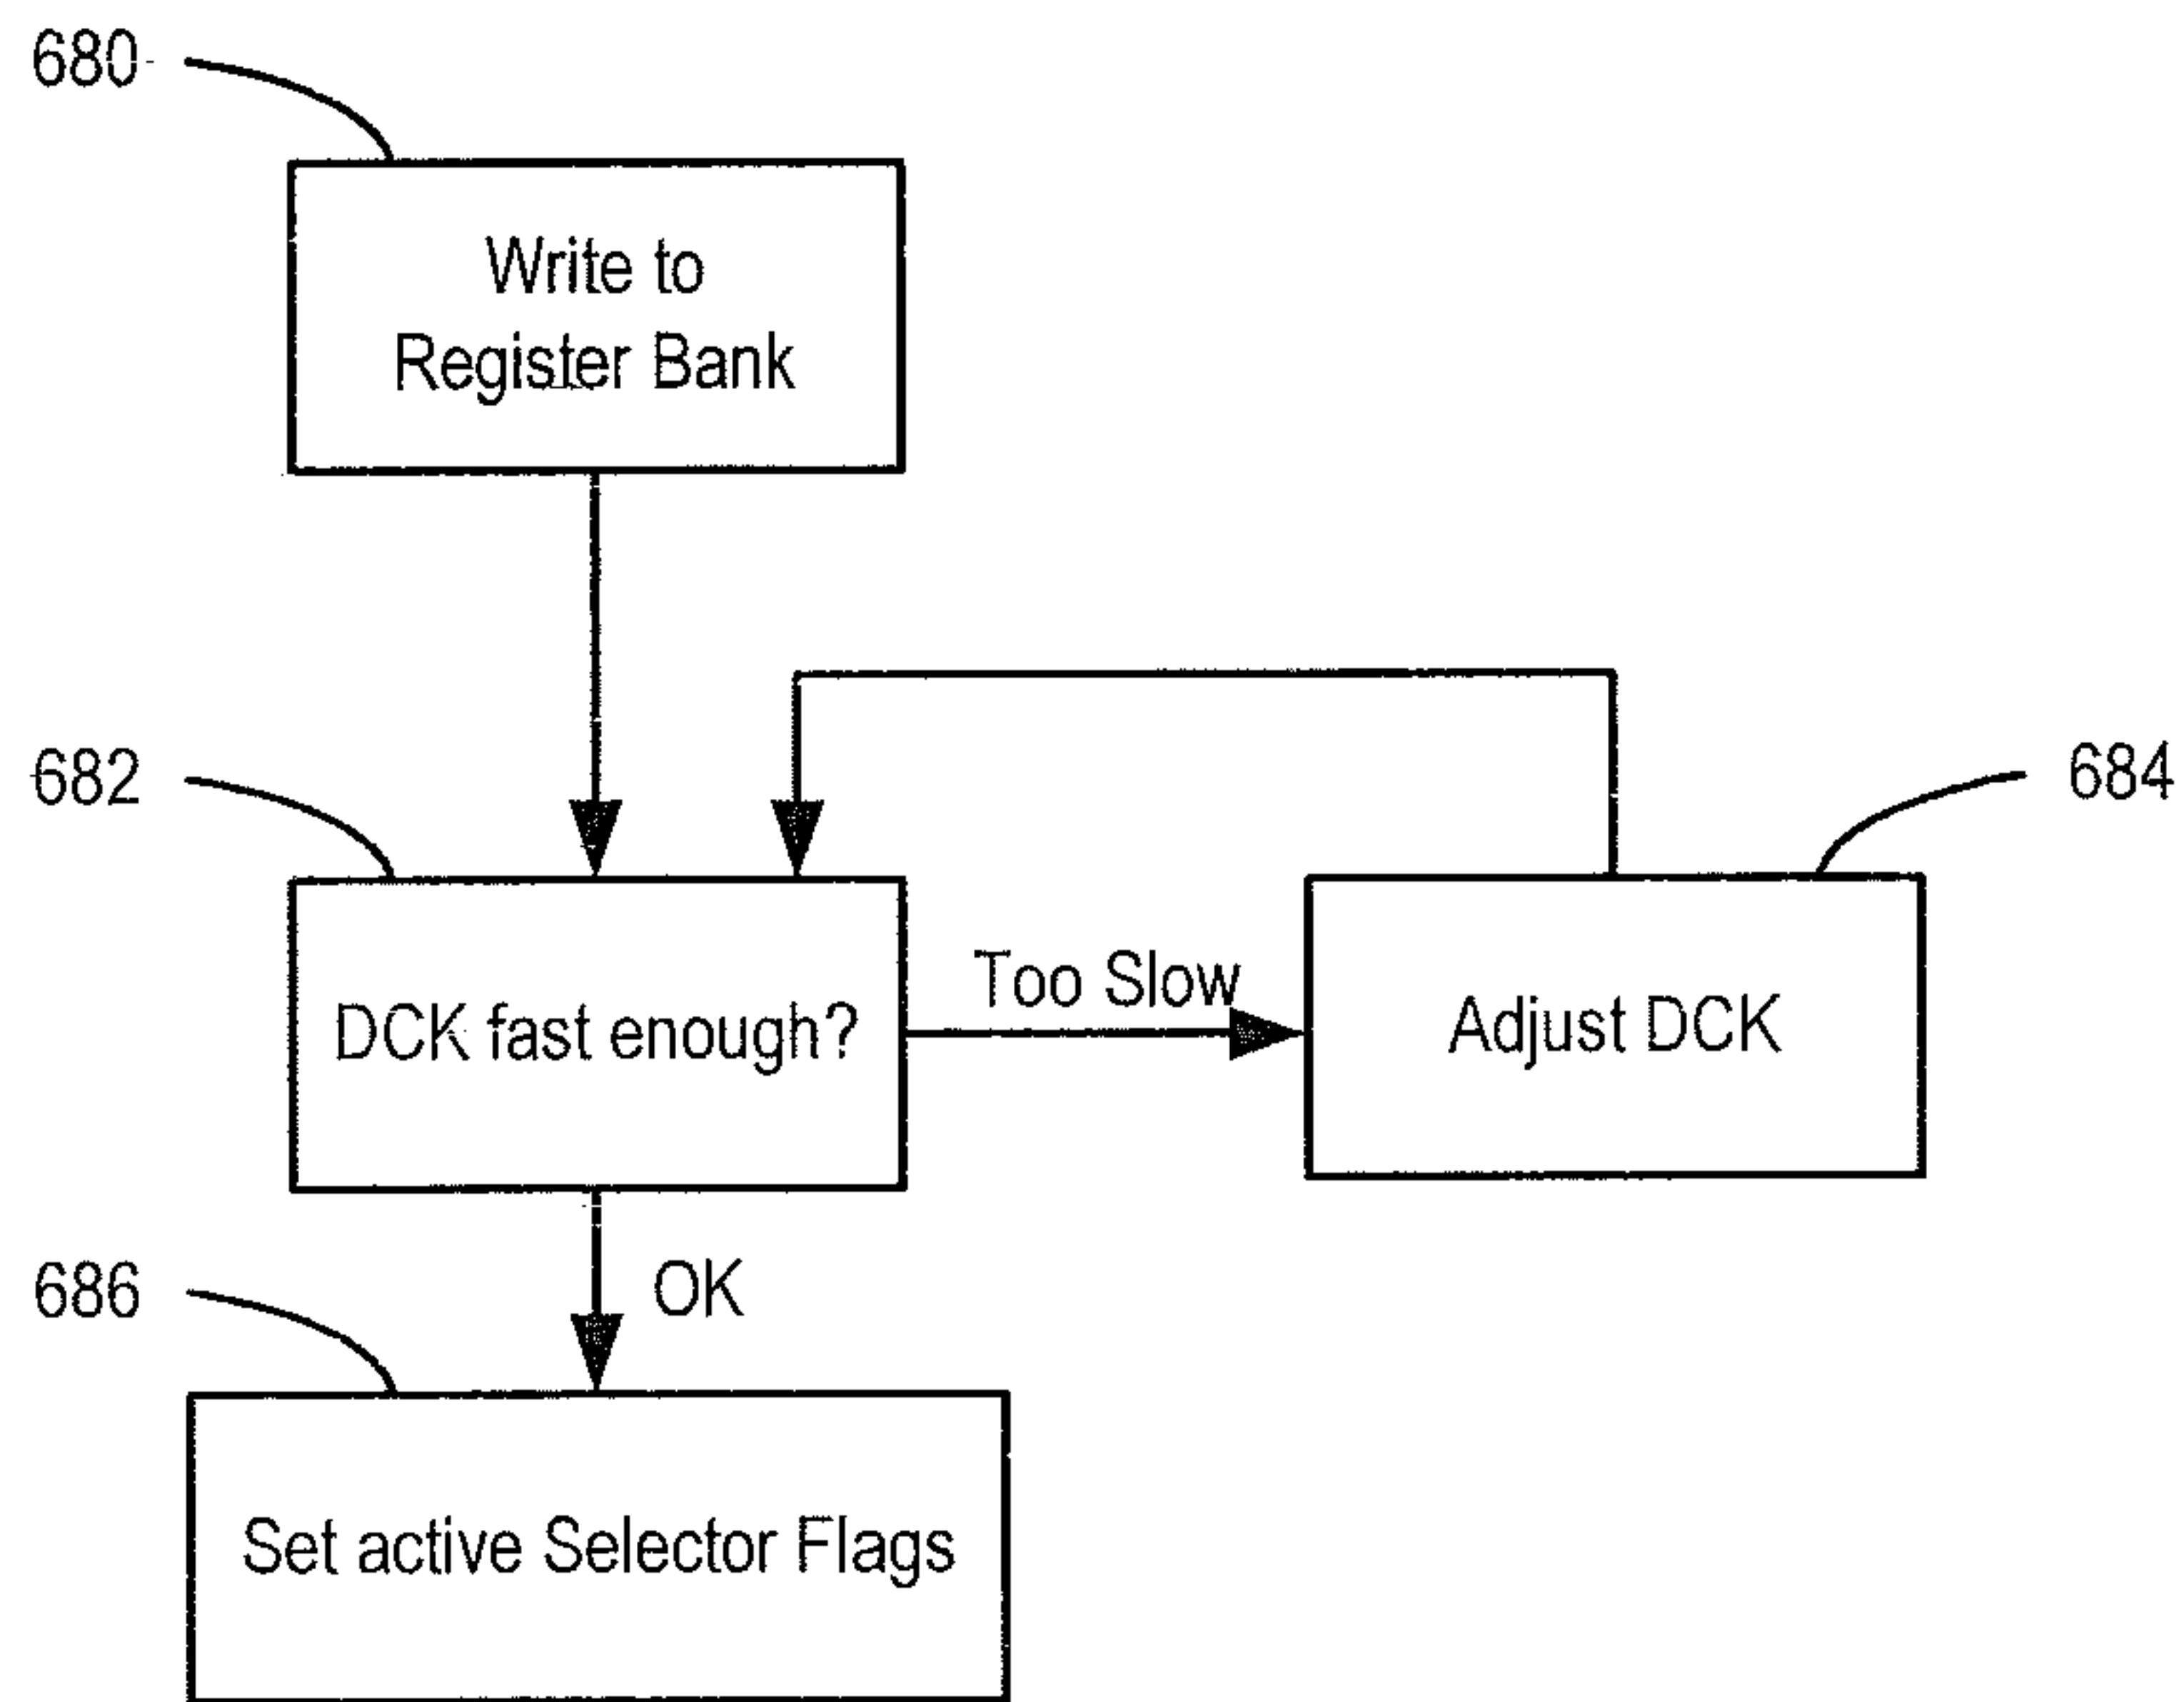 680
Write to
Register Bank
682
684
DCK fast enough?
Too Slow
Adjust DCK
686
OK
Set active Selector Flags